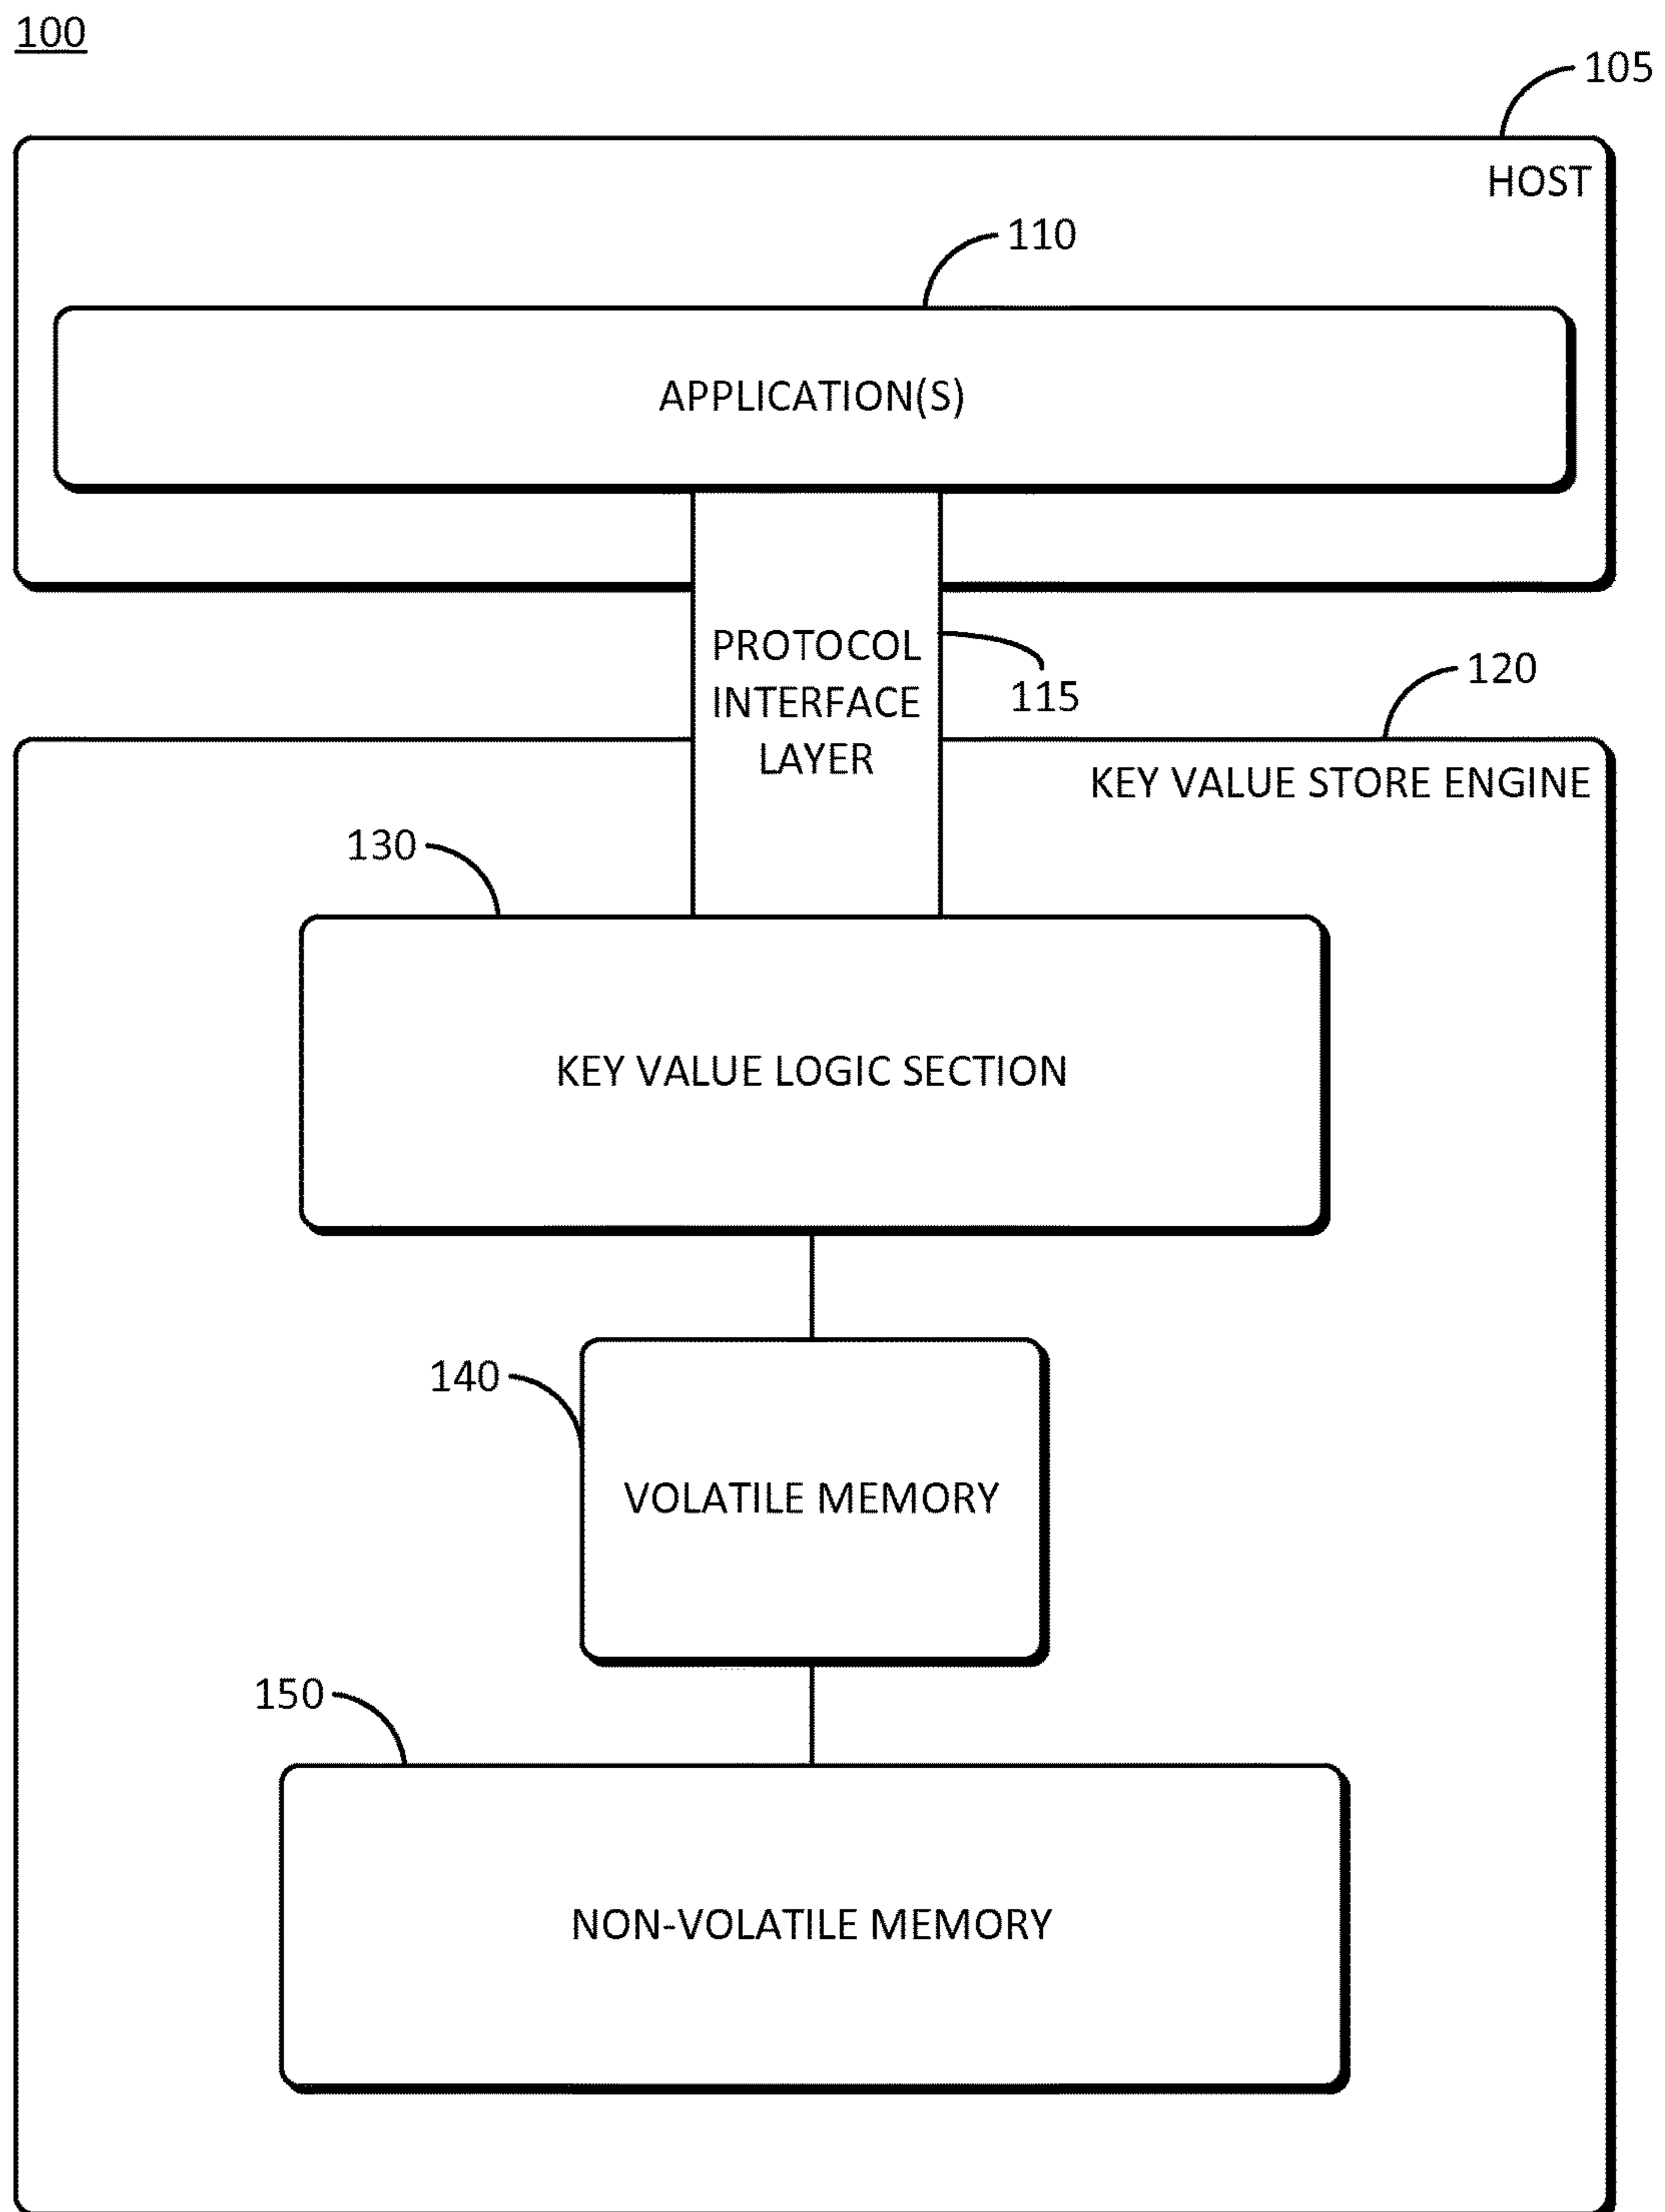 100
105
HOST
110
APPLICATION(S)
PROTOCOL
INTERFACE
LAYER
115
120
KEY VALUE STORE ENGINE
130
KEY VALUE LOGIC SECTION
140
VOLATILE MEMORY
150
NON-VOLATILE MEMORY